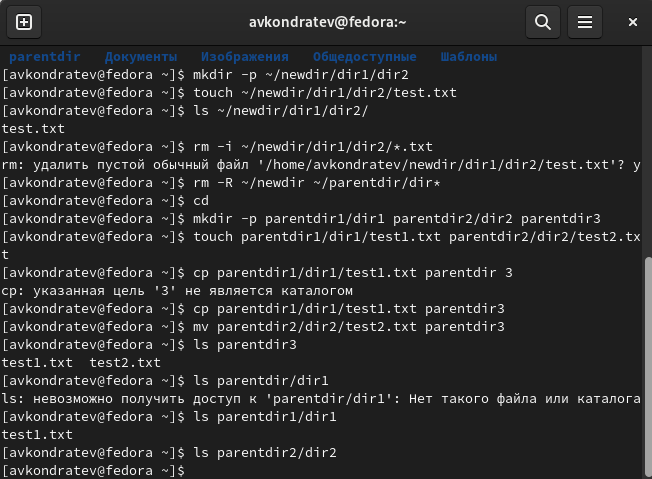 avkondratev@fedora:~
parentdir Документы Изображения Общедоступные Шаблоны
[avkondratev@fedora ~]$ mkdir -p ~/newdir/dir1/dir2
[avkondratev@fedora ~]$ touch ~/newdir/dir1/dir2/test.txt
[avkondratev@fedora ~]$ ls ~/newdir/dir1/dir2/
test.txt
[avkondratev@fedora ~]$ rm -i ~/newdir/dir1/dir2/*.txt
rm: удалить пустой обычный файл '/home/avkondratev/newdir/dir1/dir2/test.txt'? y
[avkondratev@fedora ~]$ rm -R ~/newdir ~/parentdir/dir*
[avkondratev@fedora ~]$ cd
[avkondratev@fedora ~]$ mkdir -p parentdir1/dir1 parentdir2/dir2 parentdir3
[avkondratev@fedora ~]$ touch parentdir1/dir1/test1.txt parentdir2/dir2/test2.tx
t
[avkondratev@fedora ~]$ cp parentdir1/dir1/test1.txt parentdir 3
cp: указанная цель '3' не является каталогом
[avkondratev@fedora ~]$ cp parentdir1/dir1/test1.txt parentdir3
[avkondratev@fedora ~]$ mv parentdir2/dir2/test2.txt parentdir3
[avkondratev@fedora ~]$ ls parentdir3
test1.txt  test2.txt
[avkondratev@fedora ~]$ ls parentdir/dir1
ls: невозможно получить доступ к 'parentdir/dir1': Нет такого файла или каталога
[avkondratev@fedora ~]$ ls parentdir1/dir1
test1.txt
[avkondratev@fedora ~]$ ls parentdir2/dir2
[avkondratev@fedora ~]$